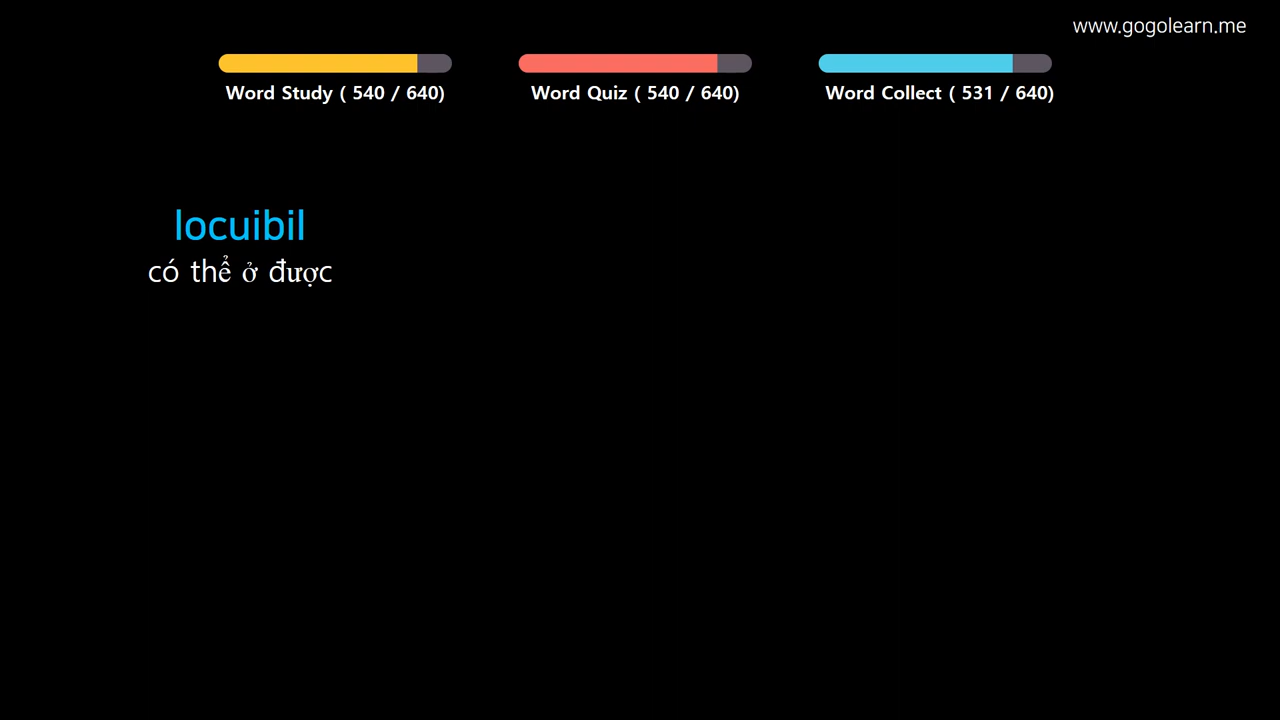 www.gogolearn.me
Word Study ( 540 / 640)
Word Quiz ( 540 / 640)
Word Collect ( 531 / 640)
locuibil
có thể ở được